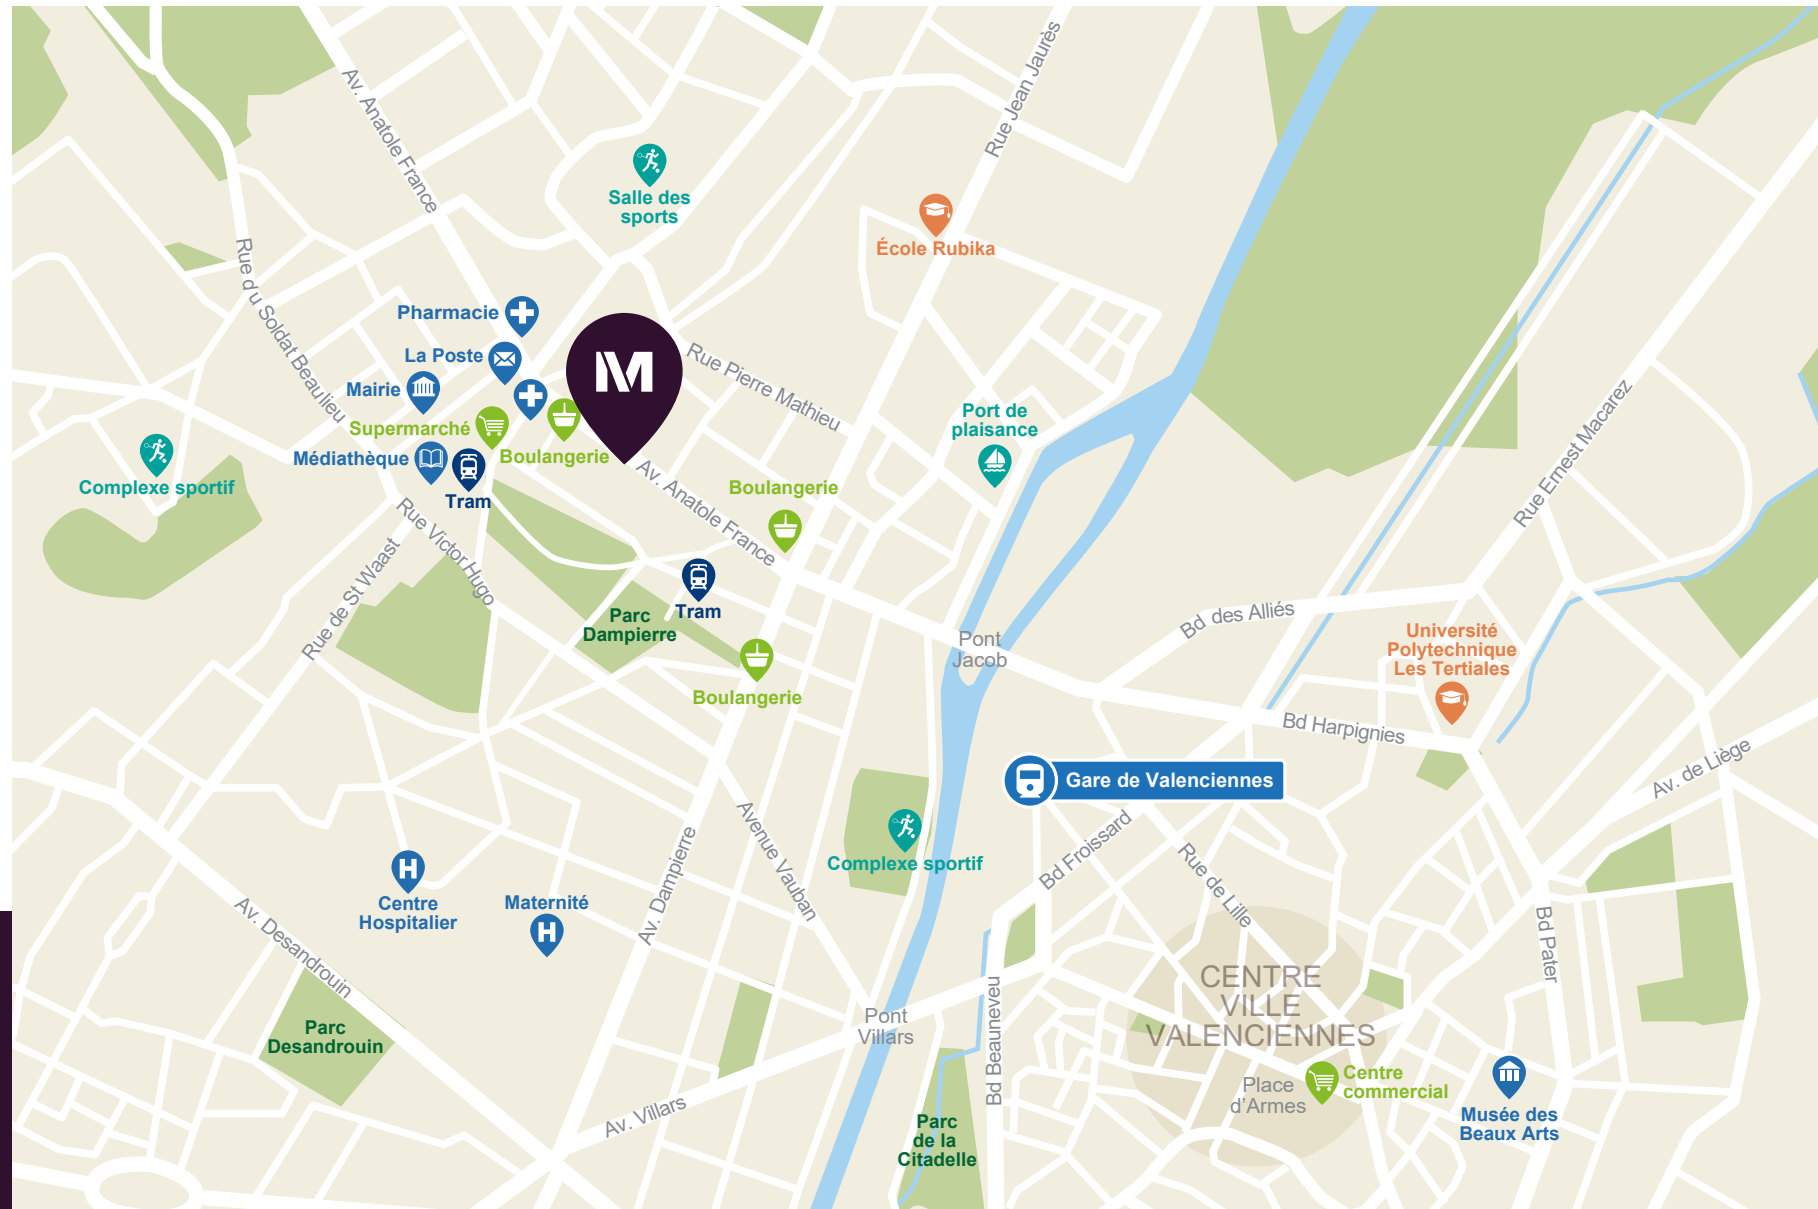 Av. Anatole France
Rue Jean Jaurès
Salle des
sports
École Rubika
Rue du Soldat Beaulieu
Pharmacie
La Poste
Mairie
M
Rue Pierre Mathieu
Supermarché
Médiathèque
Boulangerie
Tram
Complexe sportif
Port de
plaisance
Rue Ernest Macarez
Av. Anatole France
Boulangerie
Rue Victor Hugo
Rue de St Waast
Tram
Parc
Dampierre
Boulangerie
Pont
Jacob
Bd des Alliés
Université
Polytechnique
Les Tertiales
Bd Harpignies
Av. de Liège
Gare de Valenciennes
Avenue Vauban
Av. Dampierre
Complexe sportif
Bd Froissard
Rue de Lille
H
Centre
Hospitalier
Maternité
H
Av. Desandrouin
Bd Pater
CENTRE
VILLE
VALENCIENNES
Parc
Desandrouin
Pont
Villars
Bd Beauneveu
Av. Villars
Place
d'Armes
Centre
commercial
Musée des
Beaux Arts
Parc
de la
Citadelle